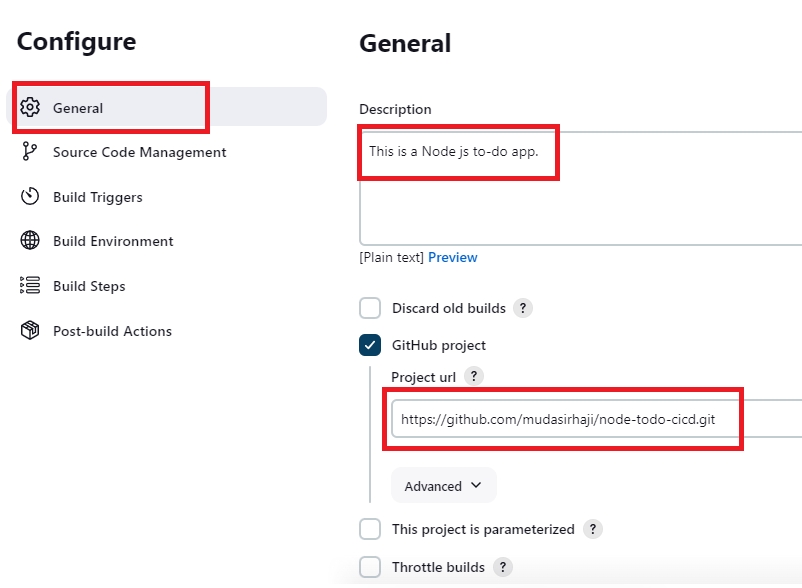 Configure
General
Source Code Management
Build Triggers
Build Environment
Build Steps
Post-build Actions
General
Description
This is a Node js to-do app.
[Plain text] Preview
Discard old builds ?
GitHub project
Project url ?
https://github.com/mudasirhaji/node-todo-cicd.git
Advanced
This project is parameterized ?
Throttle builds ?